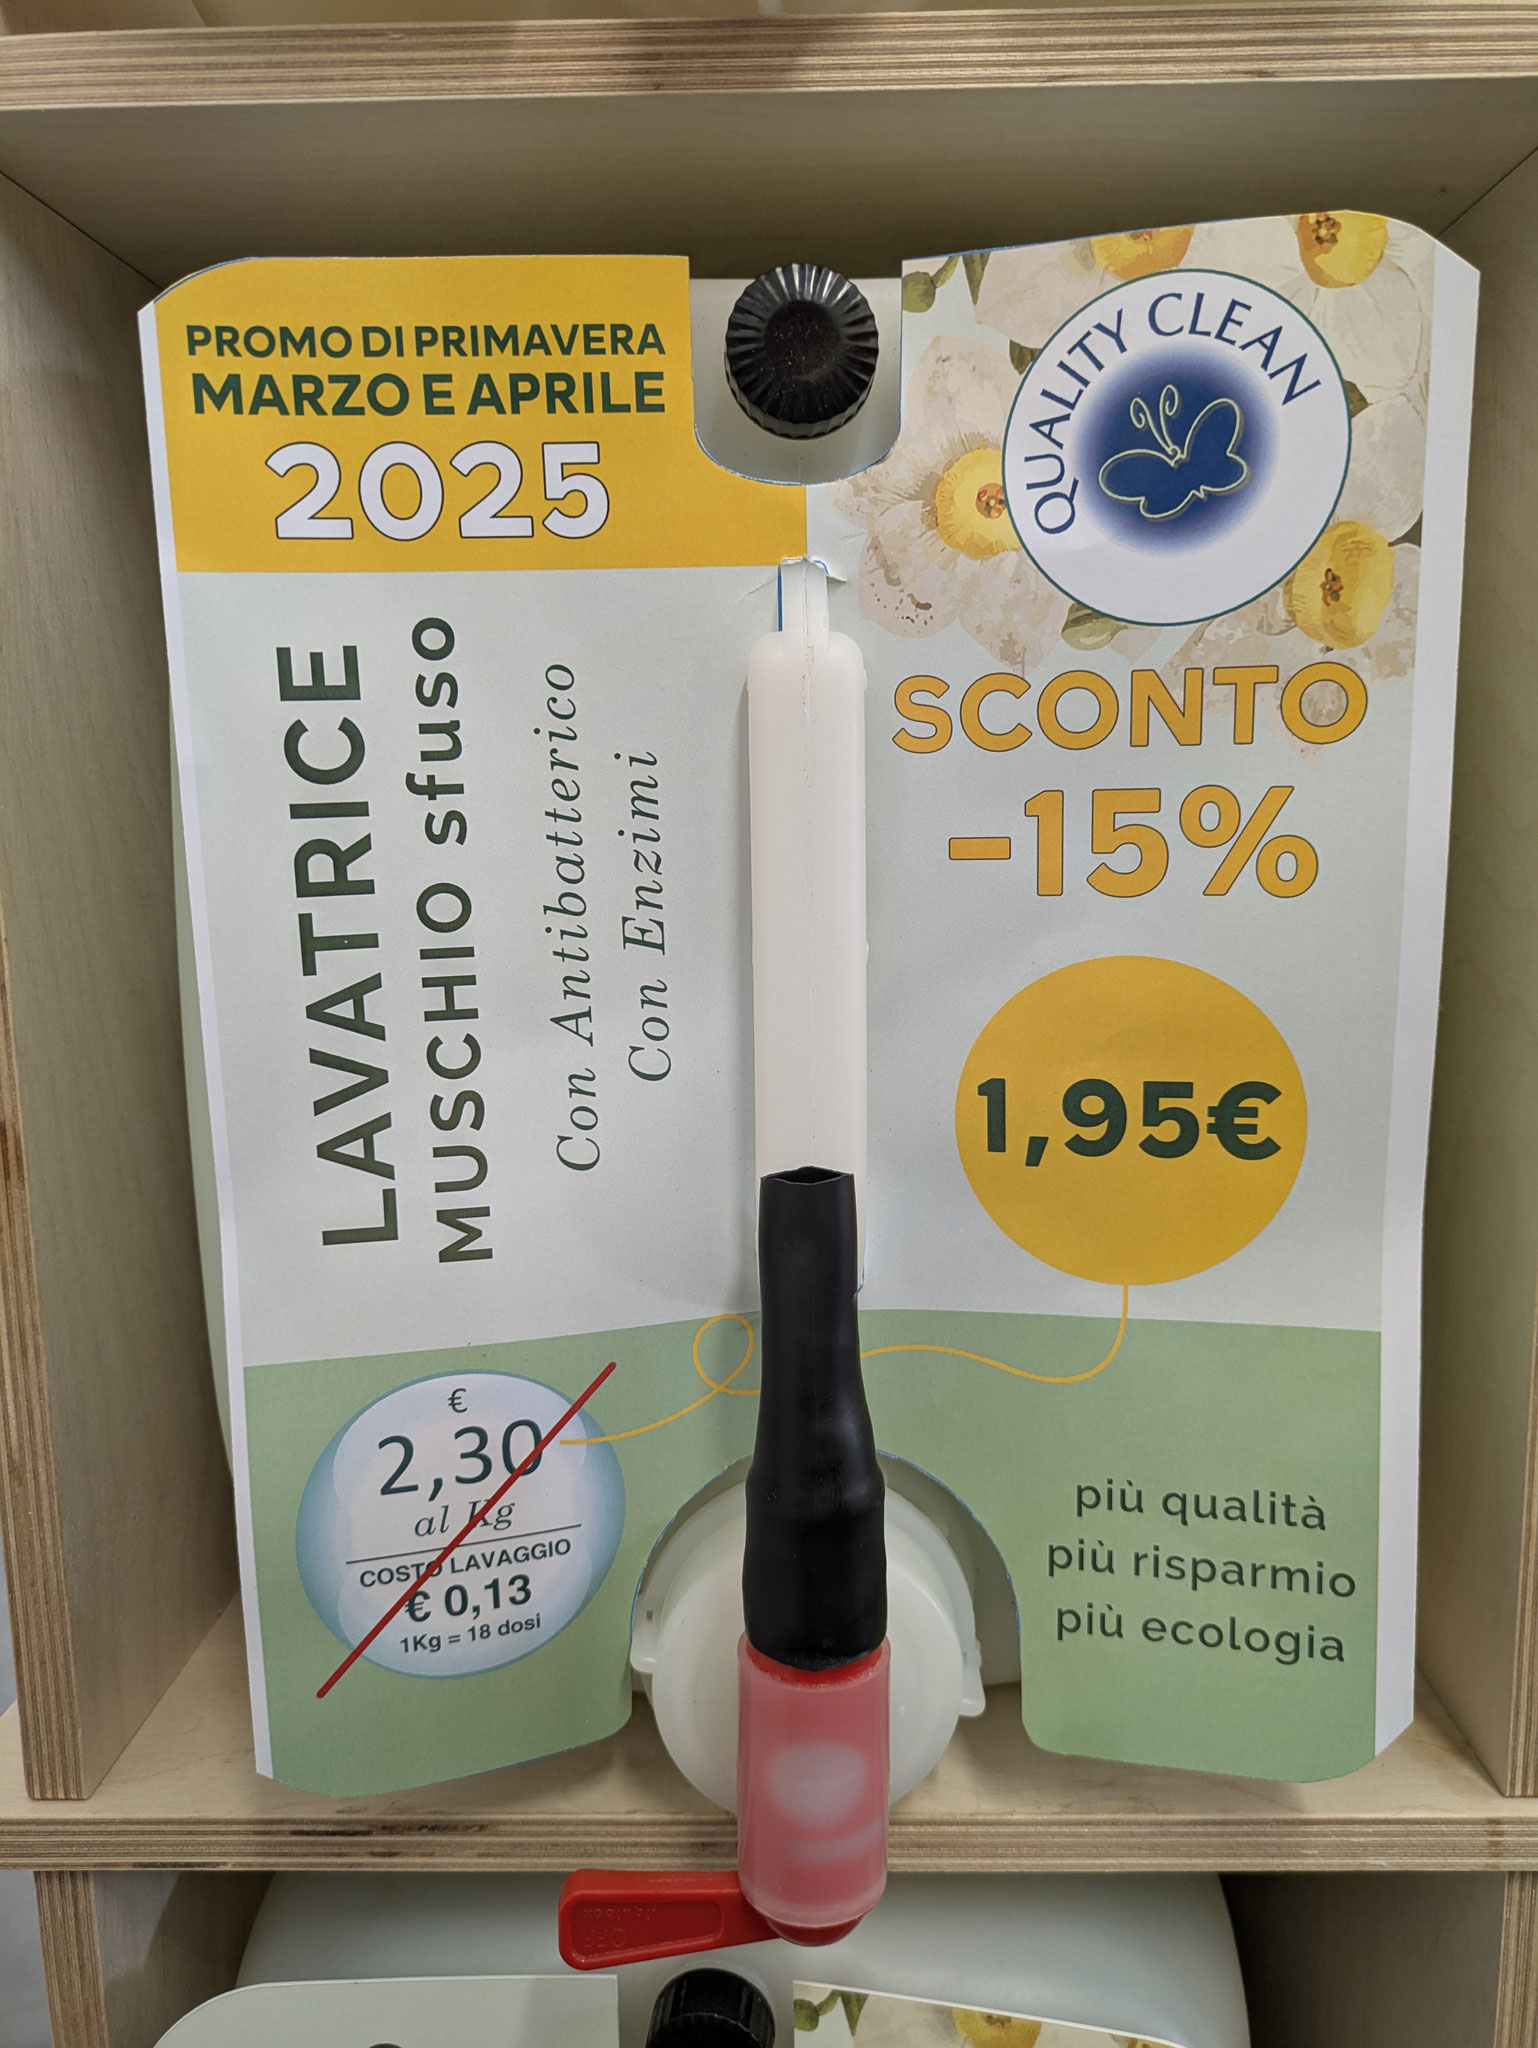 PROMO DI PRIMAVERA
MARZO E APRILE
2025
QUALITY CLEAN
LAVATRICE
MUSCHIO sfuso
Con Antibatterico
Con Enzimi
SCONTO
-15%
1,95€
€
2,30
al Kg
COSTO LAVAGGIO
€ 0,13
1Kg = 18 dosi
più qualità
più risparmio
più ecologia
OFF